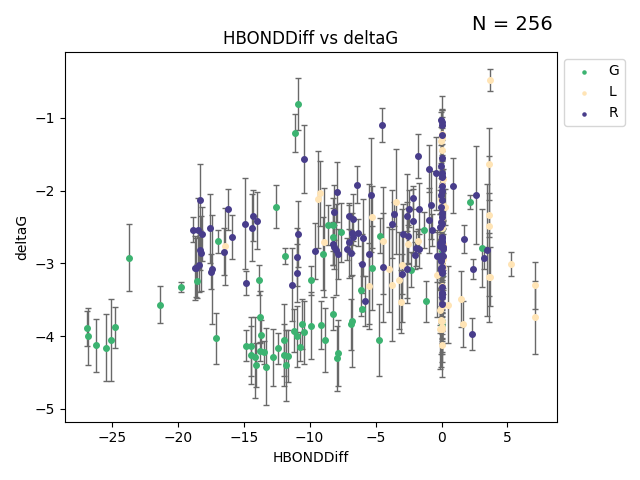 N = 256
HBONDDiff vs deltaG
G
L
R
deltaG
−1
−2
−3
−4
−5
−25
−20
−15
−10
−5
0
5
HBONDDiff